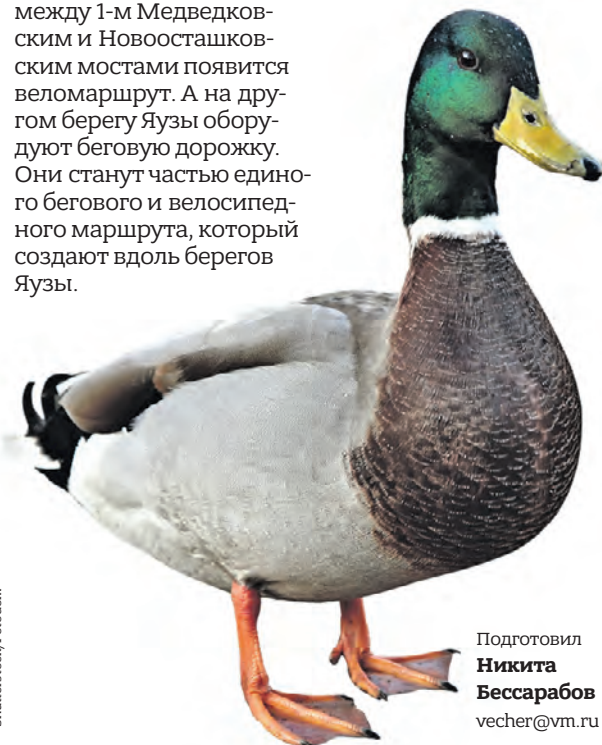 между 1-м Медведков-
ским и Новоосташков-
ским мостами появится
веломаршрут. А на дру-
гом берегу Яузы обору-
дуют беговую дорожку.
Они станут частью едино-
го бегового и велосипед-
ного маршрута, который
создают вдоль берегов
Яузы.
Подготовил
Никита
Бессарабов
vecher@vm.ru